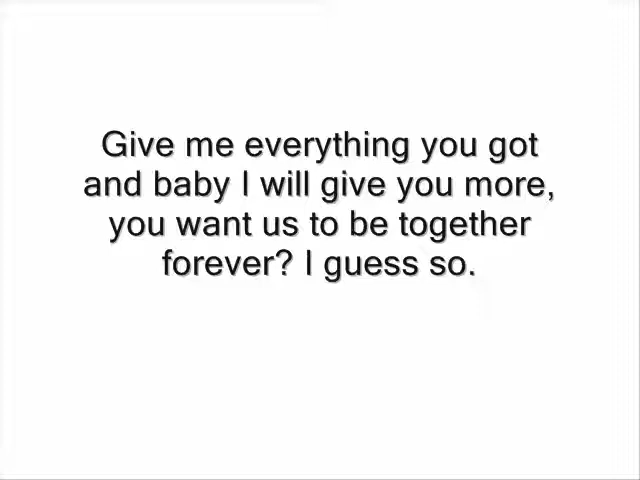 Give me everything you got
and baby I will give you more,
you want us to be together
forever? I guess so.